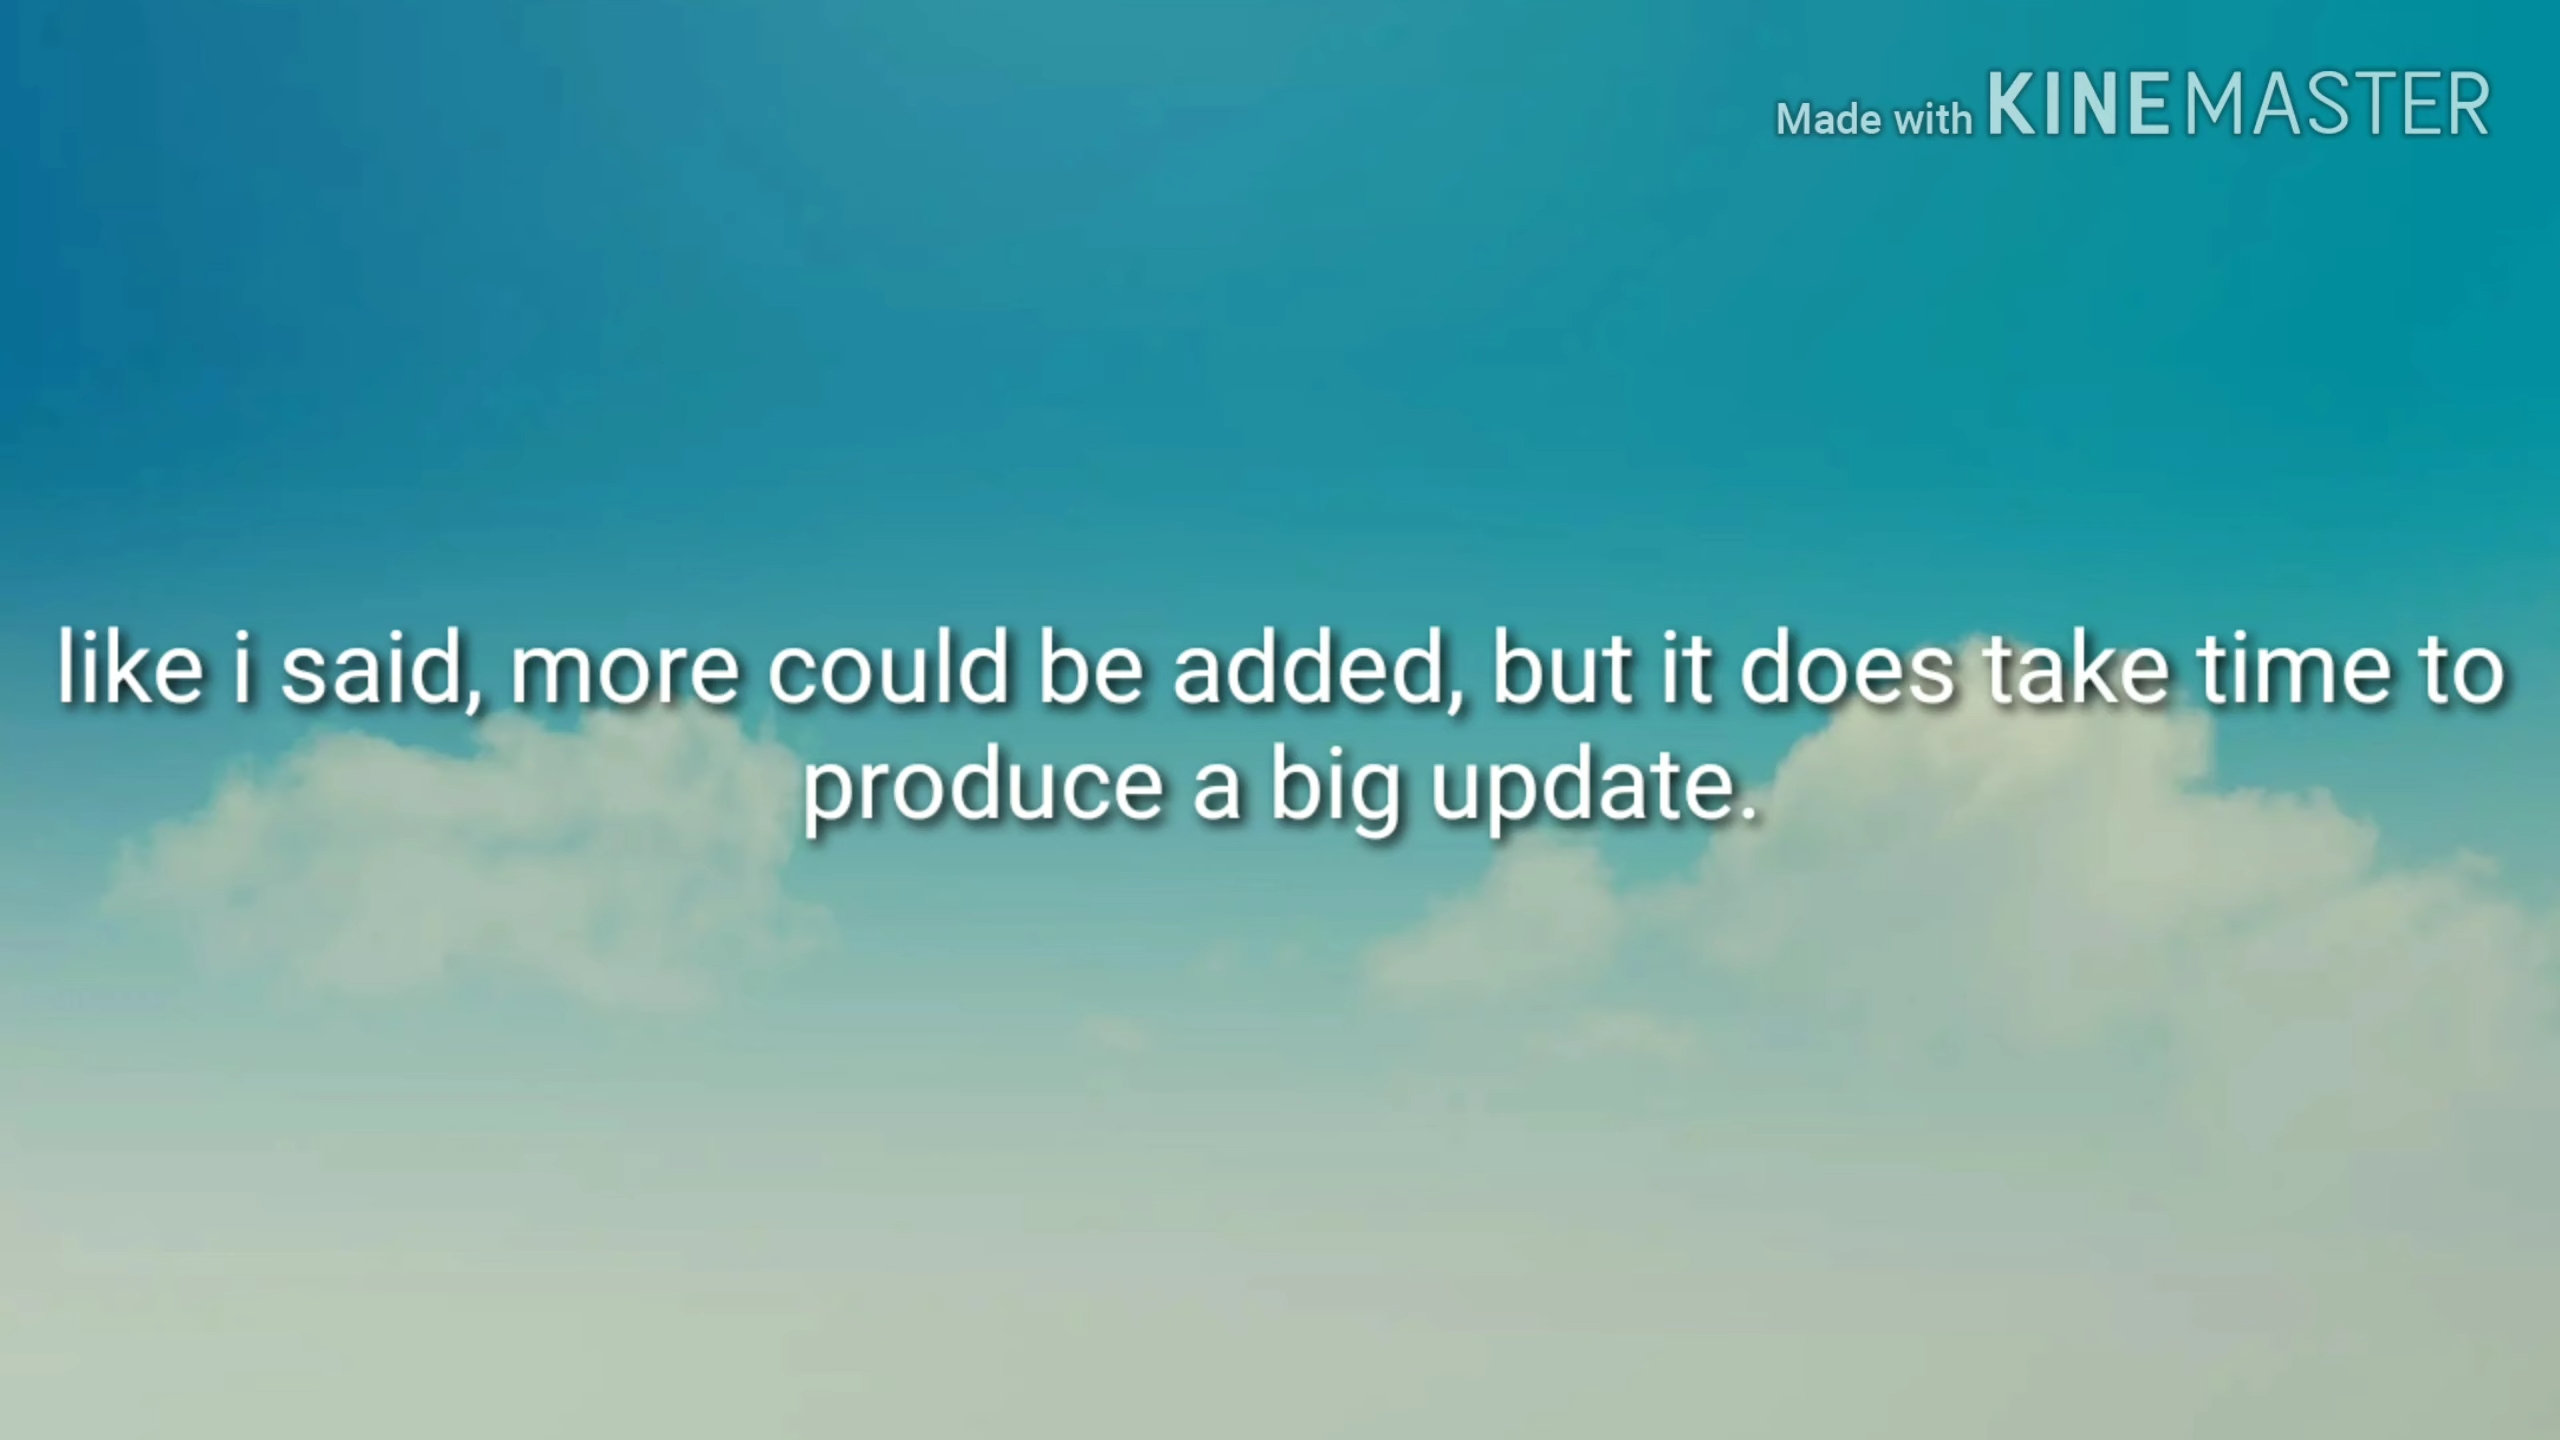 Made with KINEMASTER
like i said, more could be added, but it does take time to
produce a big update.